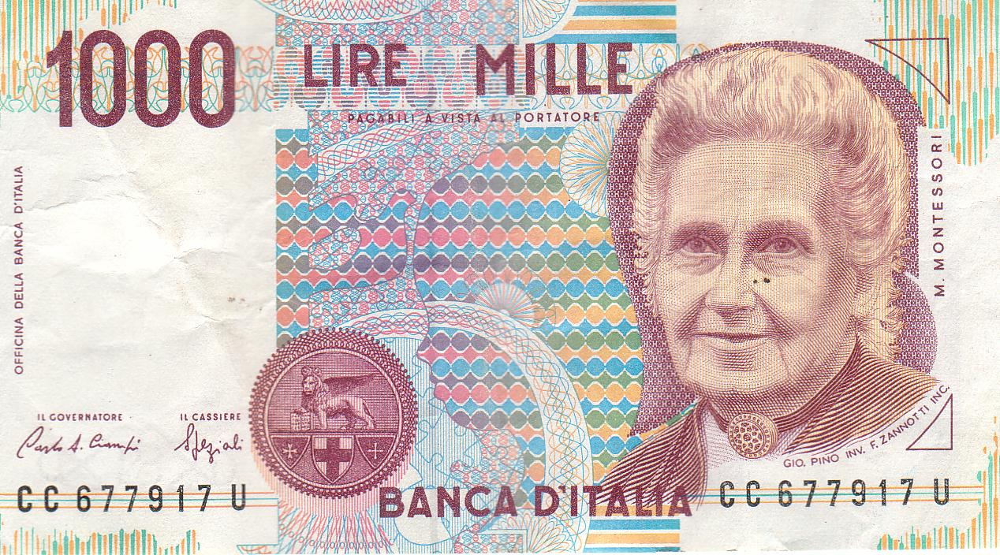 1000
LIRE MILLE
PAGABILI A VISTA AL PORTATORE
OFFICINA DELLA BANCA D'ITALIA
M. MONTESSORI
IL GOVERNATORE
IL CASSIERE
Carlo A. Ciampi
Speziali
GIO. PINO INV. F. ZANNOTTI INC.
CC 677917 U
BANCA D'ITALIA
CC 677917 U